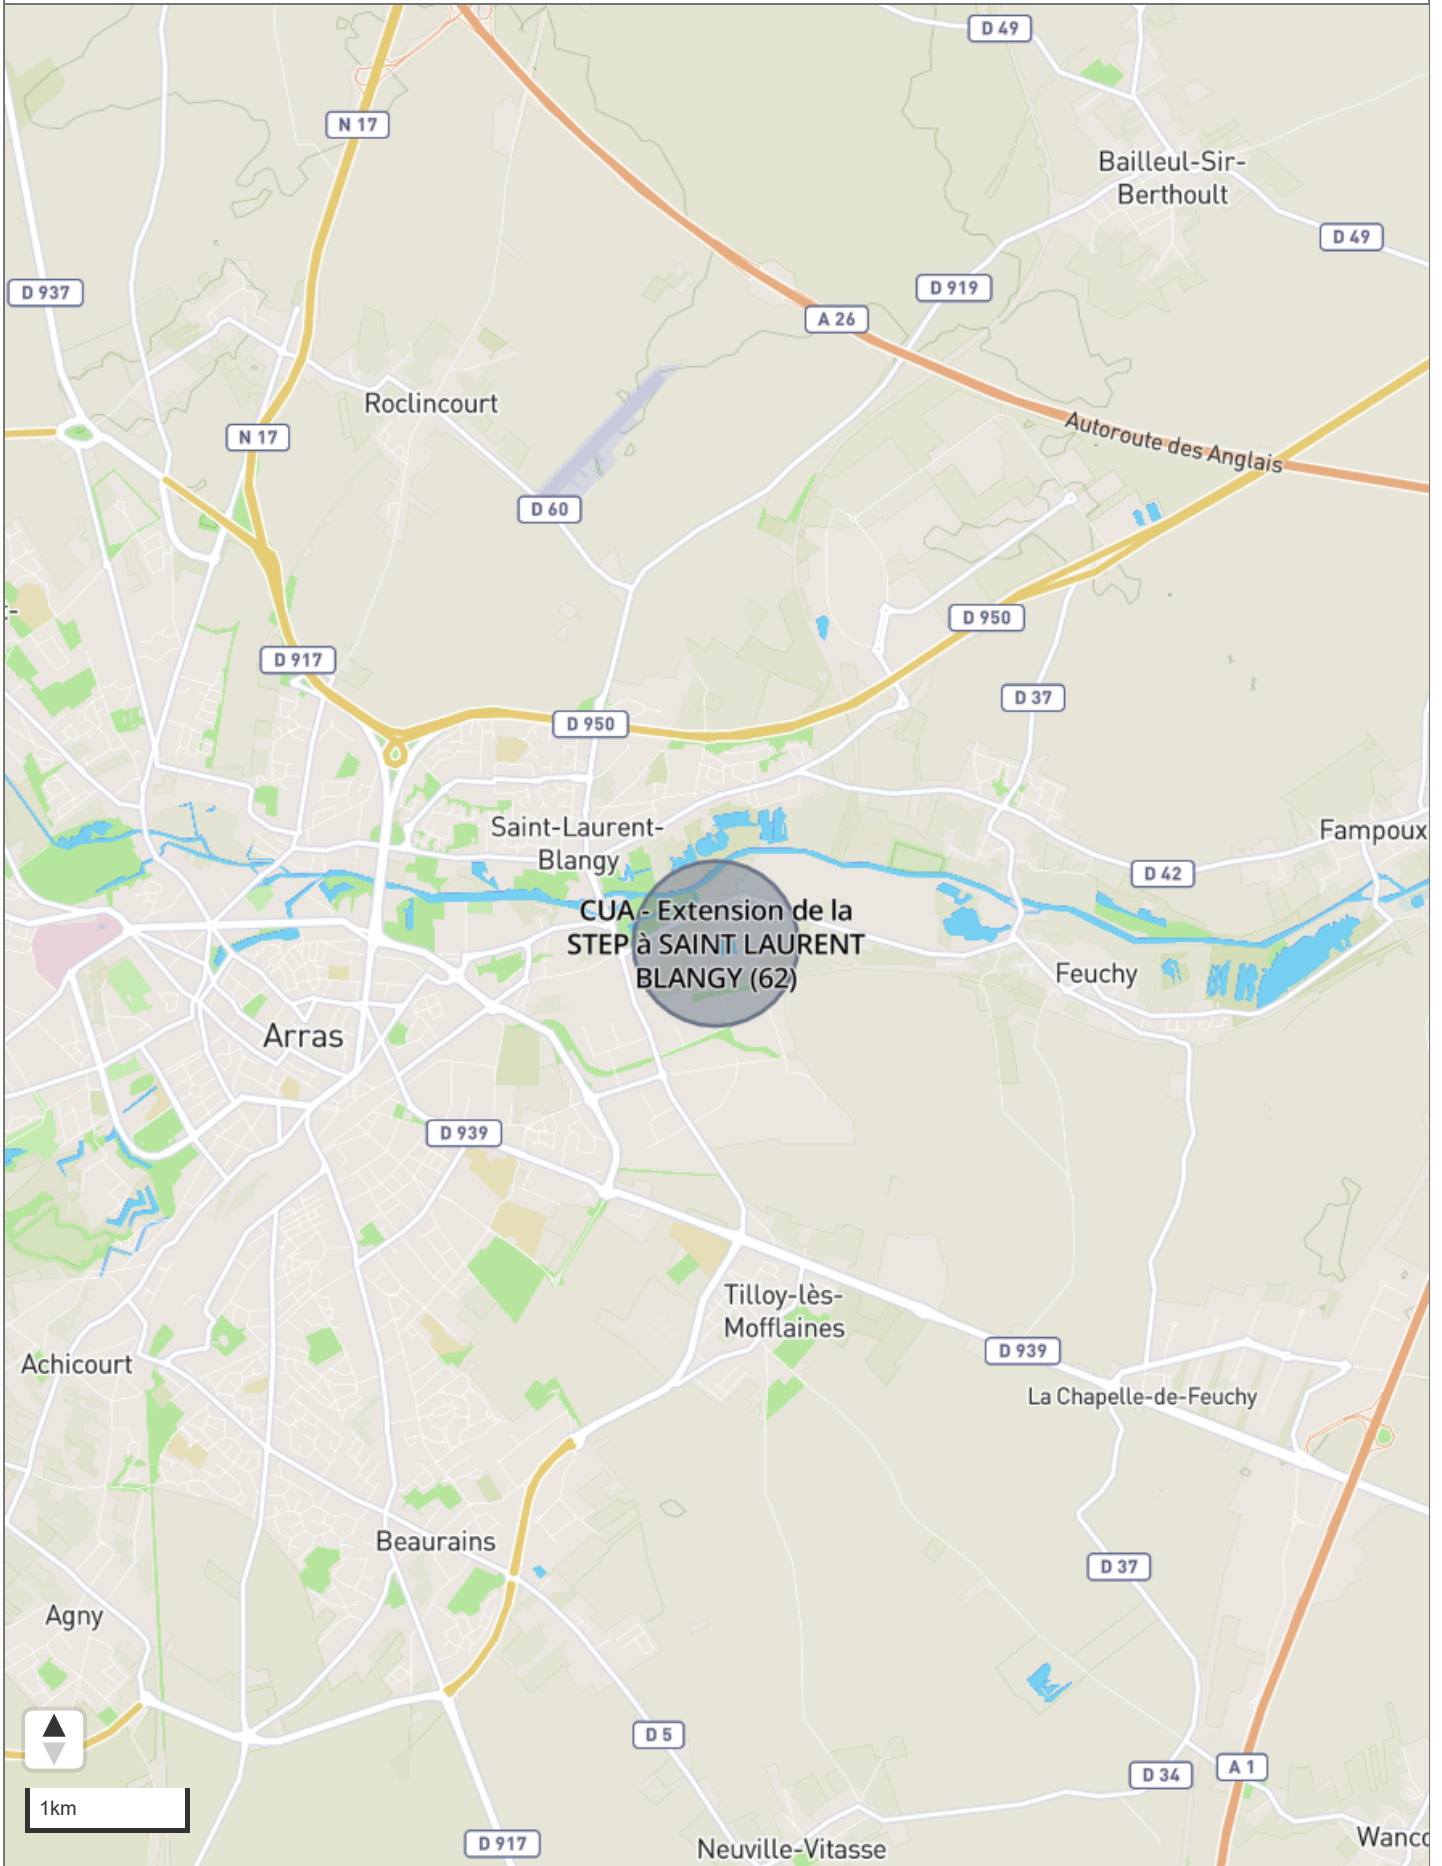 D 49
N 17
Bailleul-Sir-
Berthoult
D 49
D 937
D 919
A 26
Roclincourt
N 17
Autoroute des Anglais
D 60
D 950
D 917
D 37
D 950
Saint-Laurent-
Blangy
Fampoux
D 42
CUA - Extension de la
STEP à SAINT LAURENT
BLANGY (62)
Feuchy
Arras
D 939
Tilloy-lès-
Mofflaines
D 939
Achicourt
La Chapelle-de-Feuchy
Beaurains
D 37
Agny
D 5
D 34
A 1
1km
D 917
Neuville-Vitasse
Wanc